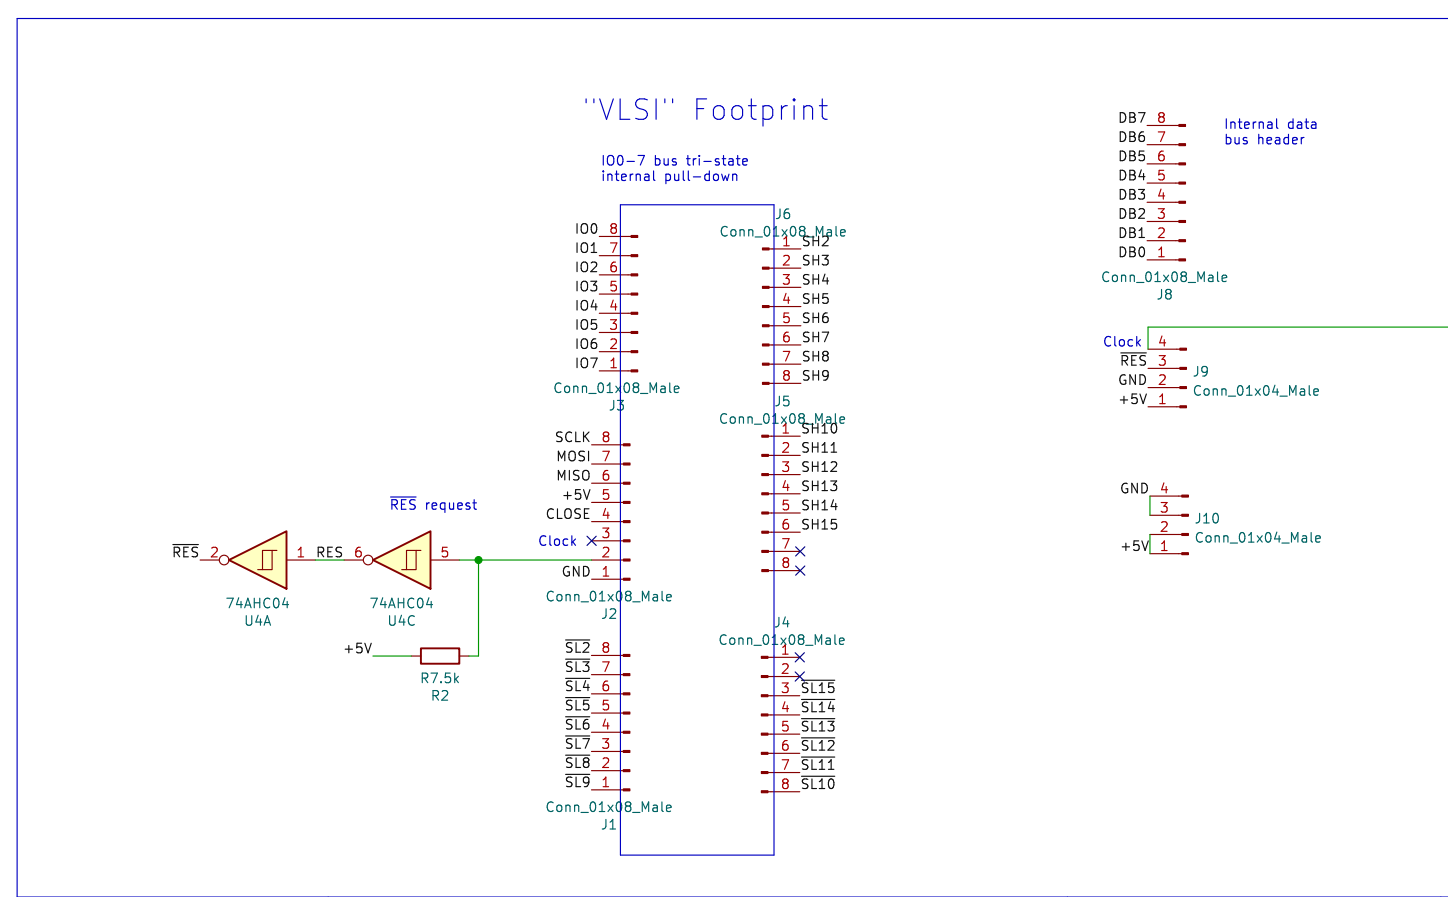 "VLSI" Footprint
IO0-7 bus tri-state
internal pull-down
IO0 8
IO1 7
IO2 6
IO3 5
IO4 4
IO5 3
IO6 2
IO7 1
Conn_01x08_Male
J3
J6
Conn_01x08_Male
1 SH2
2 SH3
3 SH4
4 SH5
5 SH6
6 SH7
7 SH8
8 SH9
J5
Conn_01x08_Male
1 SH10
2 SH11
3 SH12
4 SH13
5 SH14
6 SH15
7
8
SCLK 8
MOSI 7
MISO 6
+5V 5
CLOSE 4
Clock 3
2
GND 1
Conn_01x08_Male
J2
RES request
RES 2
1 RES 6
5
74AHC04
U4A
74AHC04
U4C
+5V
R7.5k
R2
SL2 8
SL3 7
SL4 6
SL5 5
SL6 4
SL7 3
SL8 2
SL9 1
Conn_01x08_Male
J1
J4
Conn_01x08_Male
1
2
3 SL15
4 SL14
5 SL13
6 SL12
7 SL11
8 SL10
DB7 8
DB6 7
DB5 6
DB4 5
DB3 4
DB2 3
DB1 2
DB0 1
Conn_01x08_Male
J8
Internal data
bus header
Clock 4
RES 3
GND 2
+5V 1
J9
Conn_01x04_Male
GND 4
3
2
+5V 1
J10
Conn_01x04_Male